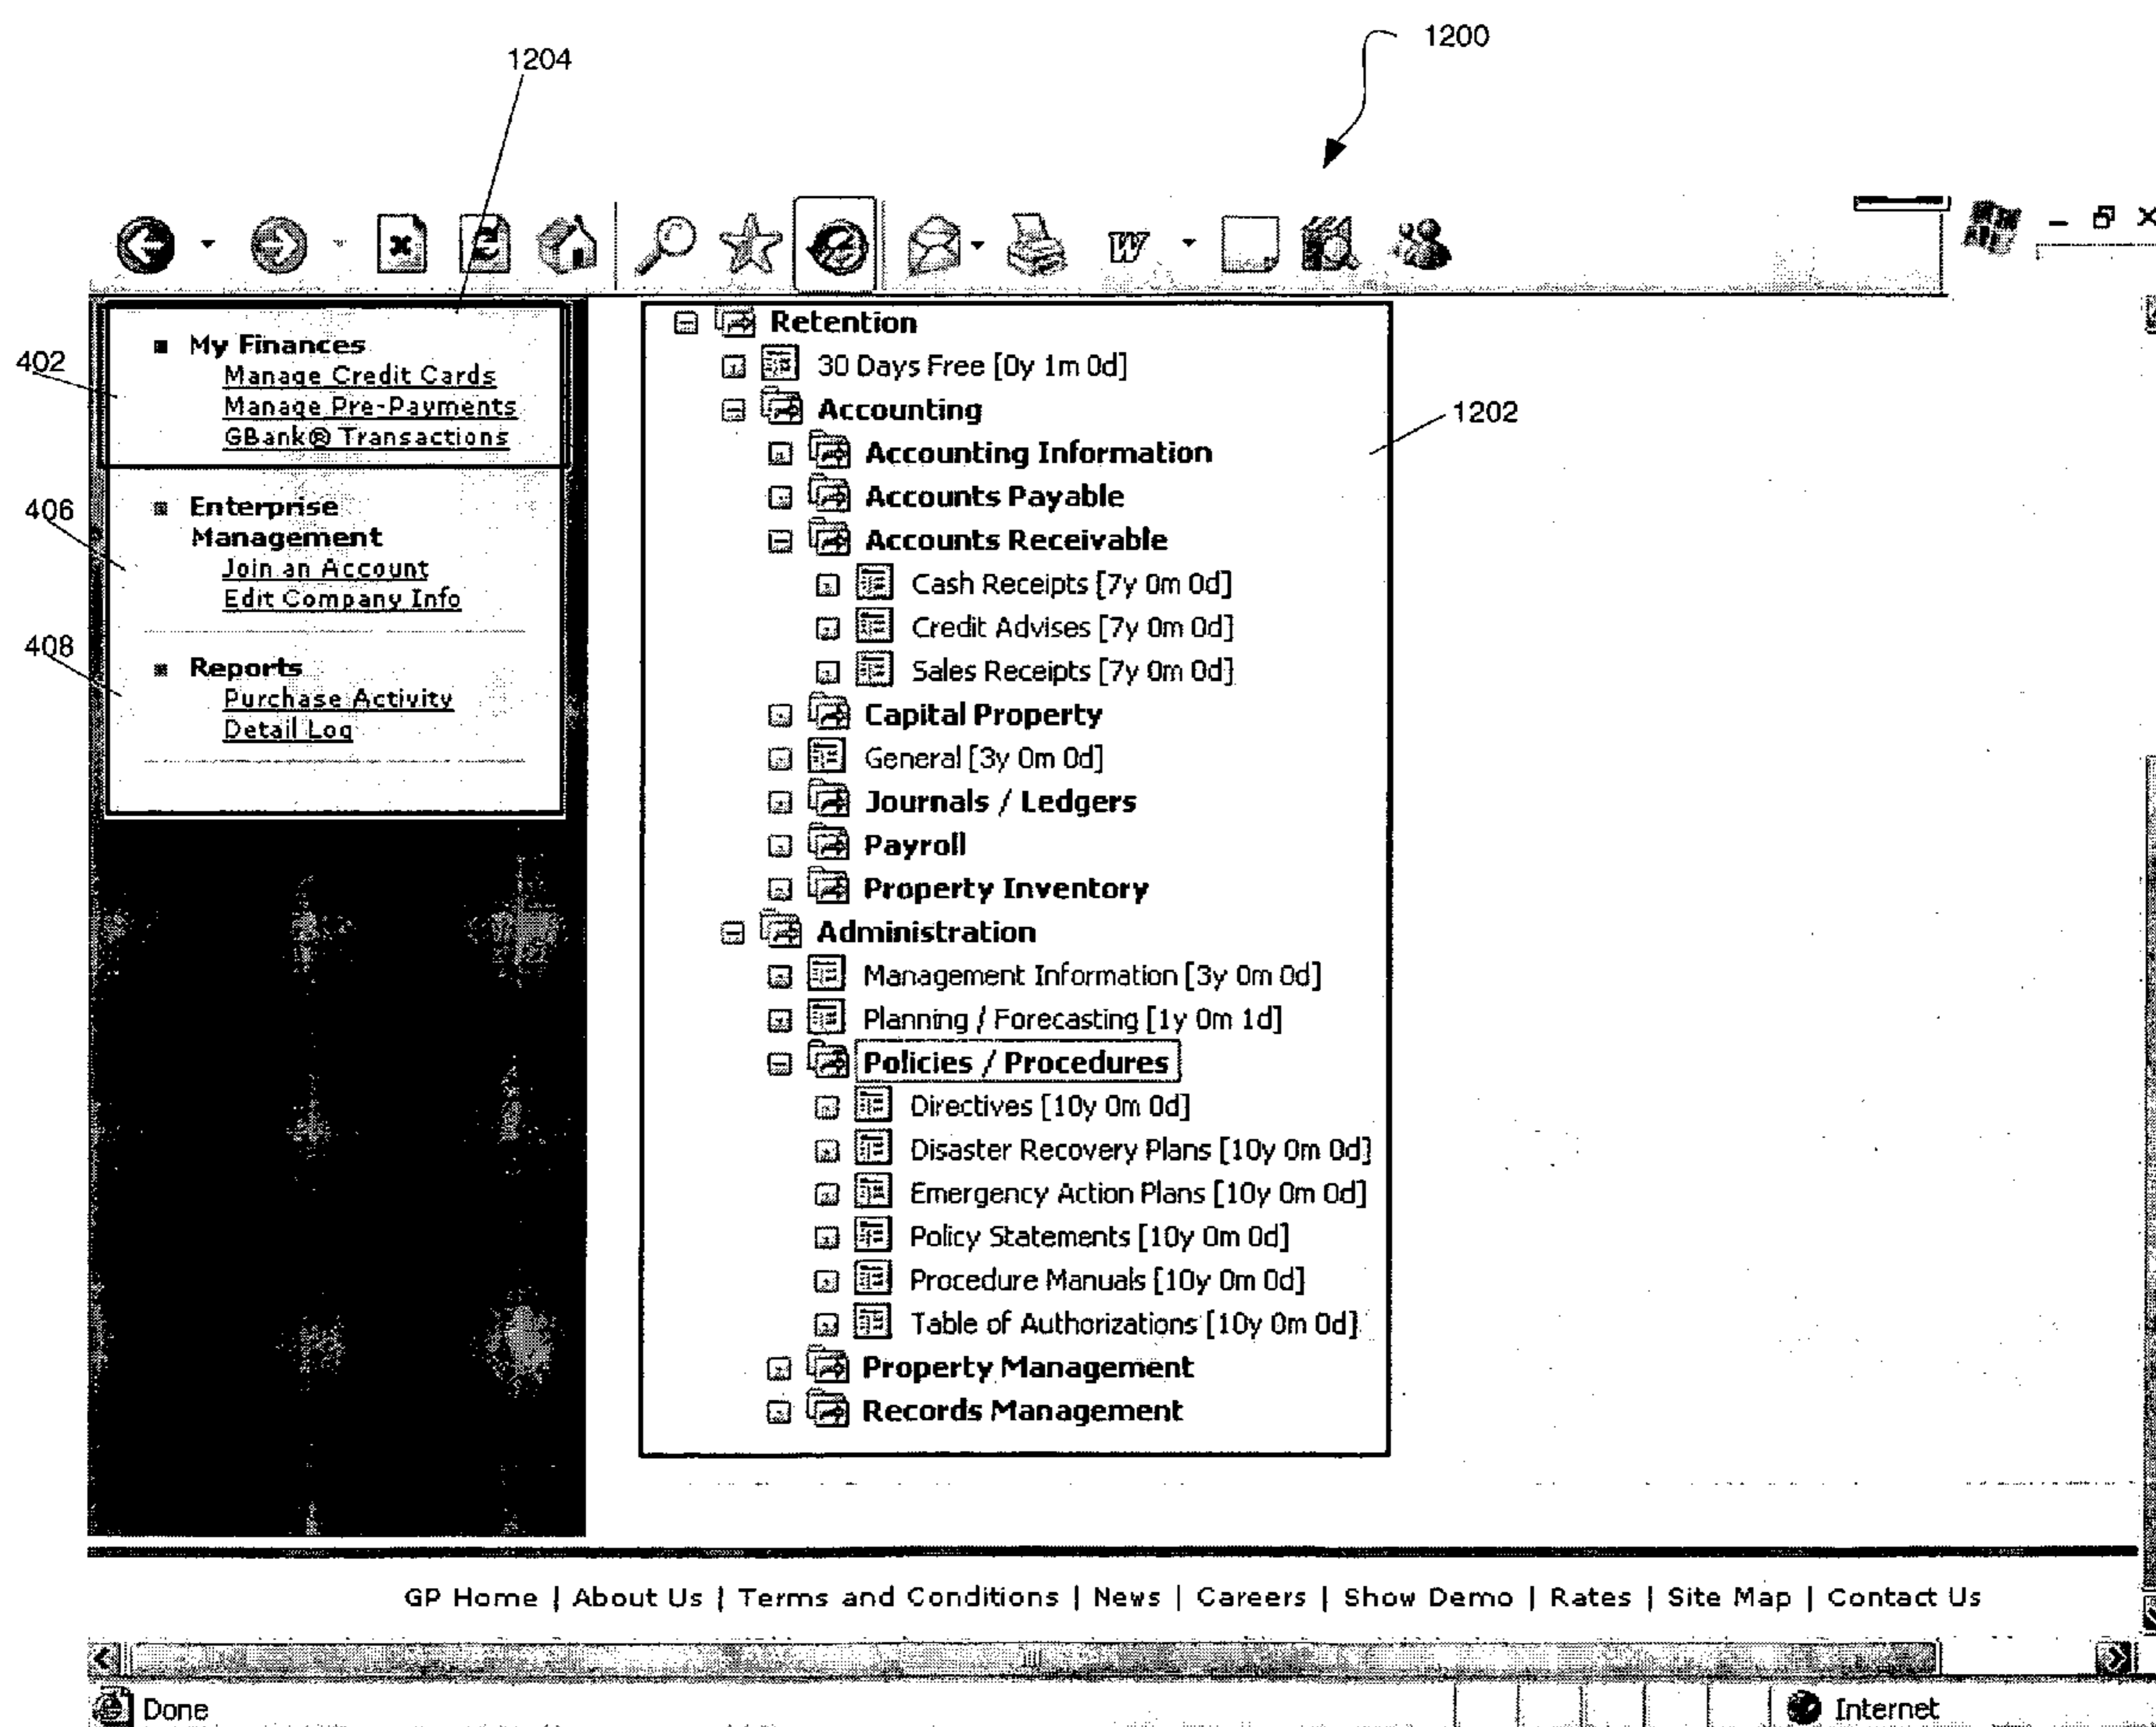 1200
1204
W
402
My Finances
Manage Credit Cards
Manage Pre-Payments
GBank® Transactions
406
Enterprise
Management
Join an Account
Edit Company Info
408
Reports
Purchase Activity
Detail Log
Retention
30 Days Free [0y 1m 0d]
Accounting
1202
Accounting Information
Accounts Payable
Accounts Receivable
Cash Receipts [7y 0m 0d]
Credit Advises [7y 0m 0d]
Sales Receipts [7y 0m 0d]
Capital Property
General [3y 0m 0d]
Journals / Ledgers
Payroll
Property Inventory
Administration
Management Information [3y 0m 0d]
Planning / Forecasting [1y 0m 1d]
Policies / Procedures
Directives [10y 0m 0d]
Disaster Recovery Plans [10y 0m 0d]
Emergency Action Plans [10y 0m 0d]
Policy Statements [10y 0m 0d]
Procedure Manuals [10y 0m 0d]
Table of Authorizations [10y 0m 0d]
Property Management
Records Management
GP Home | About Us | Terms and Conditions | News | Careers | Show Demo | Rates | Site Map | Contact Us
Done
Internet